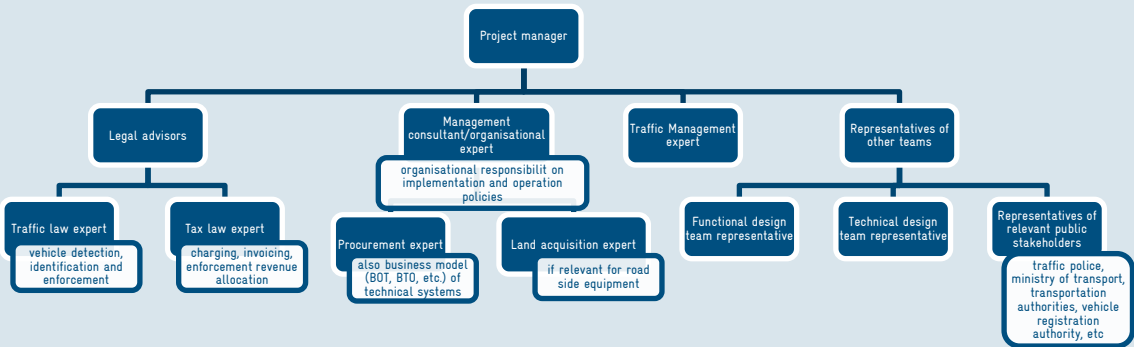 Project manager
Legal advisors
Management
consultant/organisational
expert
organisational responsibilit on
implementation and operation
policies
Traffic Management
expert
Representatives of
other teams
Traffic law expert
vehicle detection,
identification and
enforcement
Tax law expert
charging, invoicing,
enforcement revenue
allocation
Procurement expert
also business model
(BOT, BTO, etc.) of
technical systems
Land acquisition expert
if relevant for road
side equipment
Functional design
team representative
Technical design
team representative
Representatives of
relevant public
stakeholders
traffic police,
ministry of transport,
transportation
authorities, vehicle
registration
authority, etc